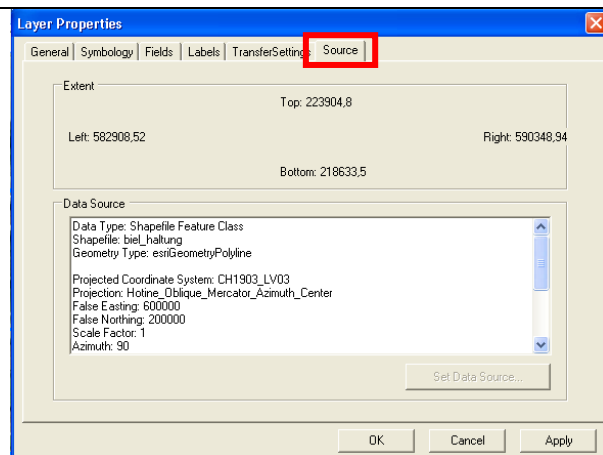 Layer Properties
General Symbology Fields Labels TransferSettings Source
Extent
Top: 223904,8
Left: 582908,52 Right: 590348,94
Bottom: 218633,5
Data Source
Data Type: Shapefile Feature Class
Shapefile: biel_haltung
Geometry Type: esriGeometryPolyline
Projected Coordinate System: CH1903_LV03
Projection: Hotine_Oblique_Mercator_Azimuth_Center
False Easting: 600000
False Northing: 200000
Scale Factor: 1
Azimuth: 90
Set Data Source...
OK Cancel Apply